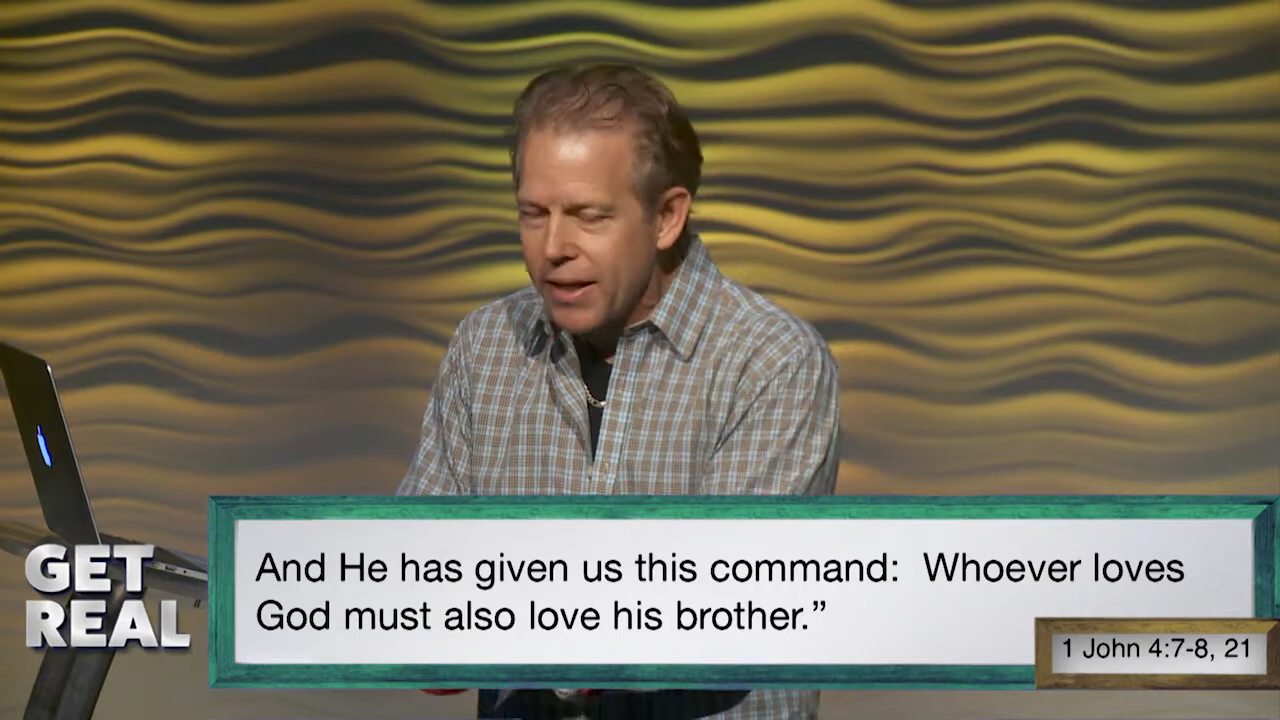 GET
REAL
And He has given us this command:  Whoever loves
God must also love his brother.”
1 John 4:7-8, 21